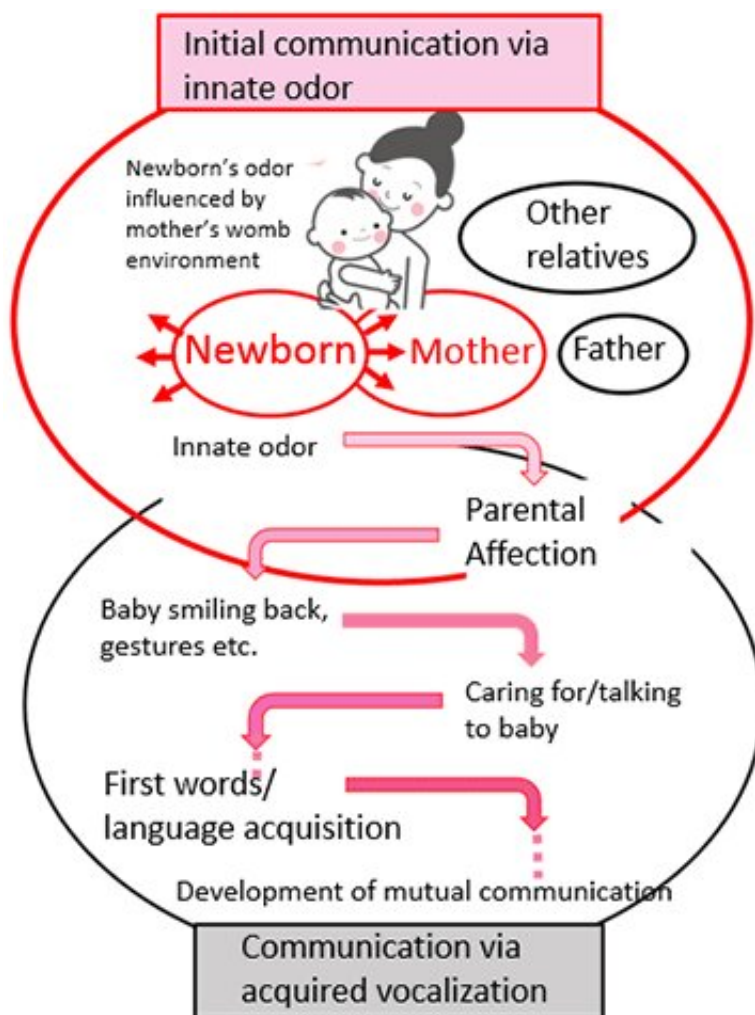 Initial communication via
innate odor
Newborn's odor
influenced by
mother's womb
environment
Other
relatives
Newborn
Mother
Father
Innate odor
Parental
Affection
Baby smiling back,
gestures etc.
Caring for/talking
to baby
First words/
language acquisition
Development of mutual communication
Communication via
acquired vocalization